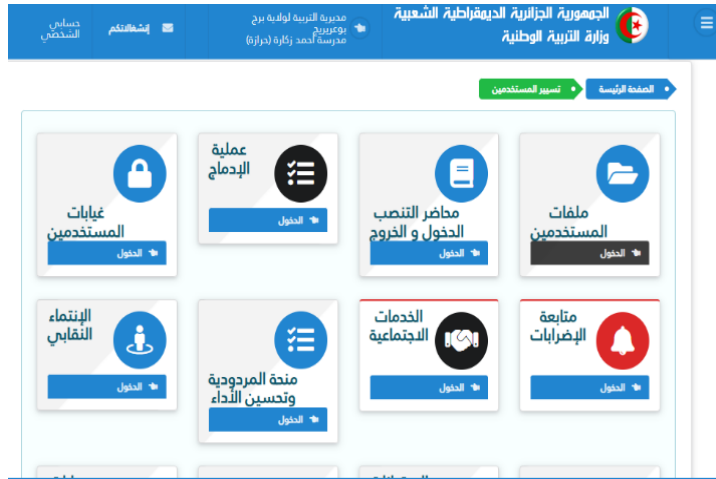 الجمهورية الجزائرية الديمقراطية الشعبية
وزارة التربية الوطنية
مديرية التربية لولاية برج
بوعريريج
مدرسة أحمد زكارة (حرازة)
إنشغالاتكم
حسابي
الشخصي
الصفحة الرئيسة
تسيير المستخدمين
ملفات
المستخدمين
الدخول
محاضر التنصب
الدخول و الخروج
الدخول
عملية
الإدماج
الدخول
غيابات
المستخدمين
الدخول
متابعة
الإضرابات
الدخول
الخدمات
الاجتماعية
الدخول
منحة المردودية
وتحسين الأداء
الدخول
الإنتماء
النقابي
الدخول